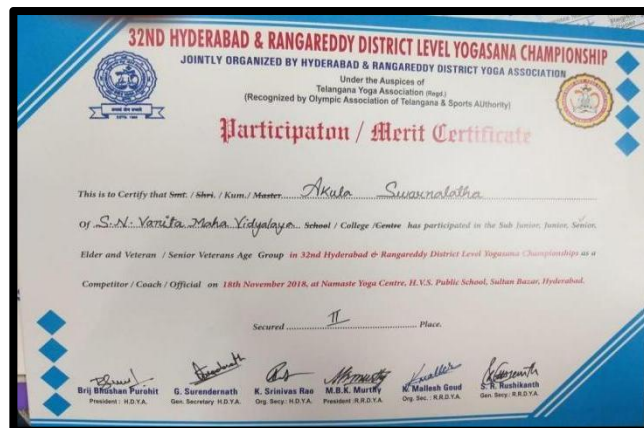 32ND HYDERABAD & RANGAREDDY DISTRICT LEVEL YOGASANA CHAMPIONSHIP
JOINTLY ORGANIZED BY HYDERABAD & RANGAREDDY DISTRICT YOGA ASSOCIATION
Under the Auspices of
Telangana Yoga Association (Regd.)
(Recognized by Olympic Association of Telangana & Sports AUthority)
Participaton / Merit Certificate
This is to Certify that Smt. / Shri. / Kum./ Master Akula Swarnalatha
Of S.N. Vanita Maha Vidyalaya School / College /Centre has participated in the Sub Junior, Junior, Senior,
Elder and Veteran / Senior Veterans Age Group in 32nd Hyderabad & Rangareddy District Level Yogasana Championships as a
Competitor / Coach / Official on 18th November 2018, at Namaste Yoga Centre, H.V.S. Public School, Sultan Bazar, Hyderabad.
Secured II Place.
Brij Bhushan Purohit G. Surendernath K. Srinivas Rao M.B.K. Murthy K. Mallesh Goud S. R. Rushikanth
President : H.D.Y.A. Gen. Secretary H.D.Y.A. Org. Secy.: H.D.Y.A. President :R.R.D.Y.A. Org. Sec. : R.R.D.Y.A. Gen. Secy.: R.R.D.Y.A.